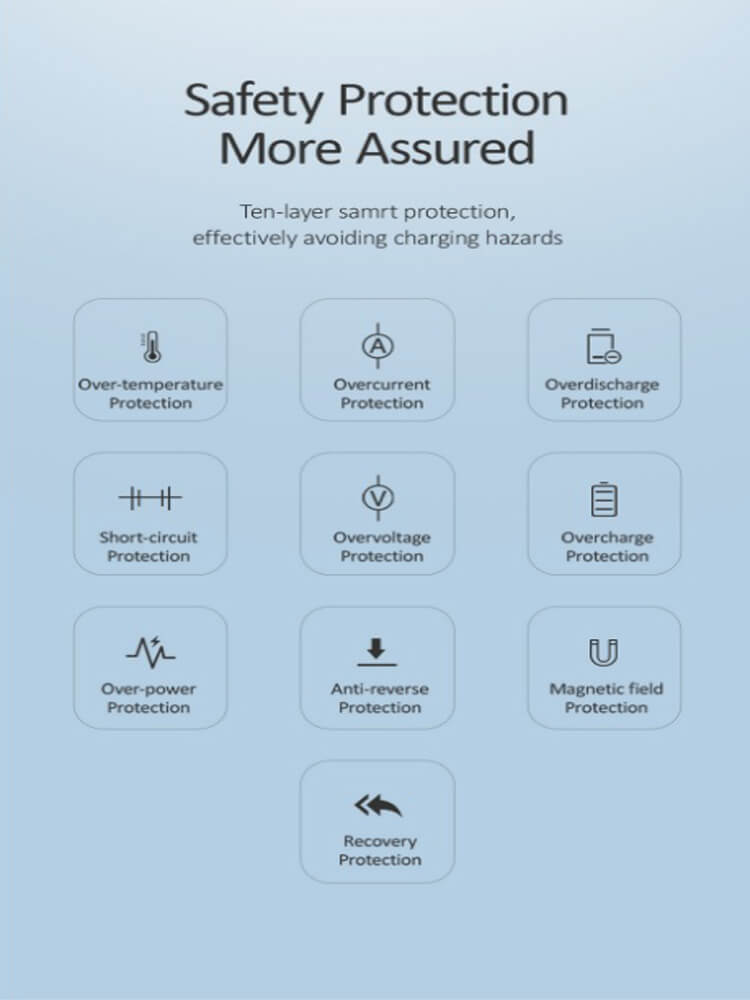 Safety Protection
More Assured
Ten-layer samrt protection,
effectively avoiding charging hazards
Over-temperature
Protection
A
Overcurrent
Protection
Overdischarge
Protection
Short-circuit
Protection
V
Overvoltage
Protection
Overcharge
Protection
Over-power
Protection
Anti-reverse
Protection
Magnetic field
Protection
Recovery
Protection